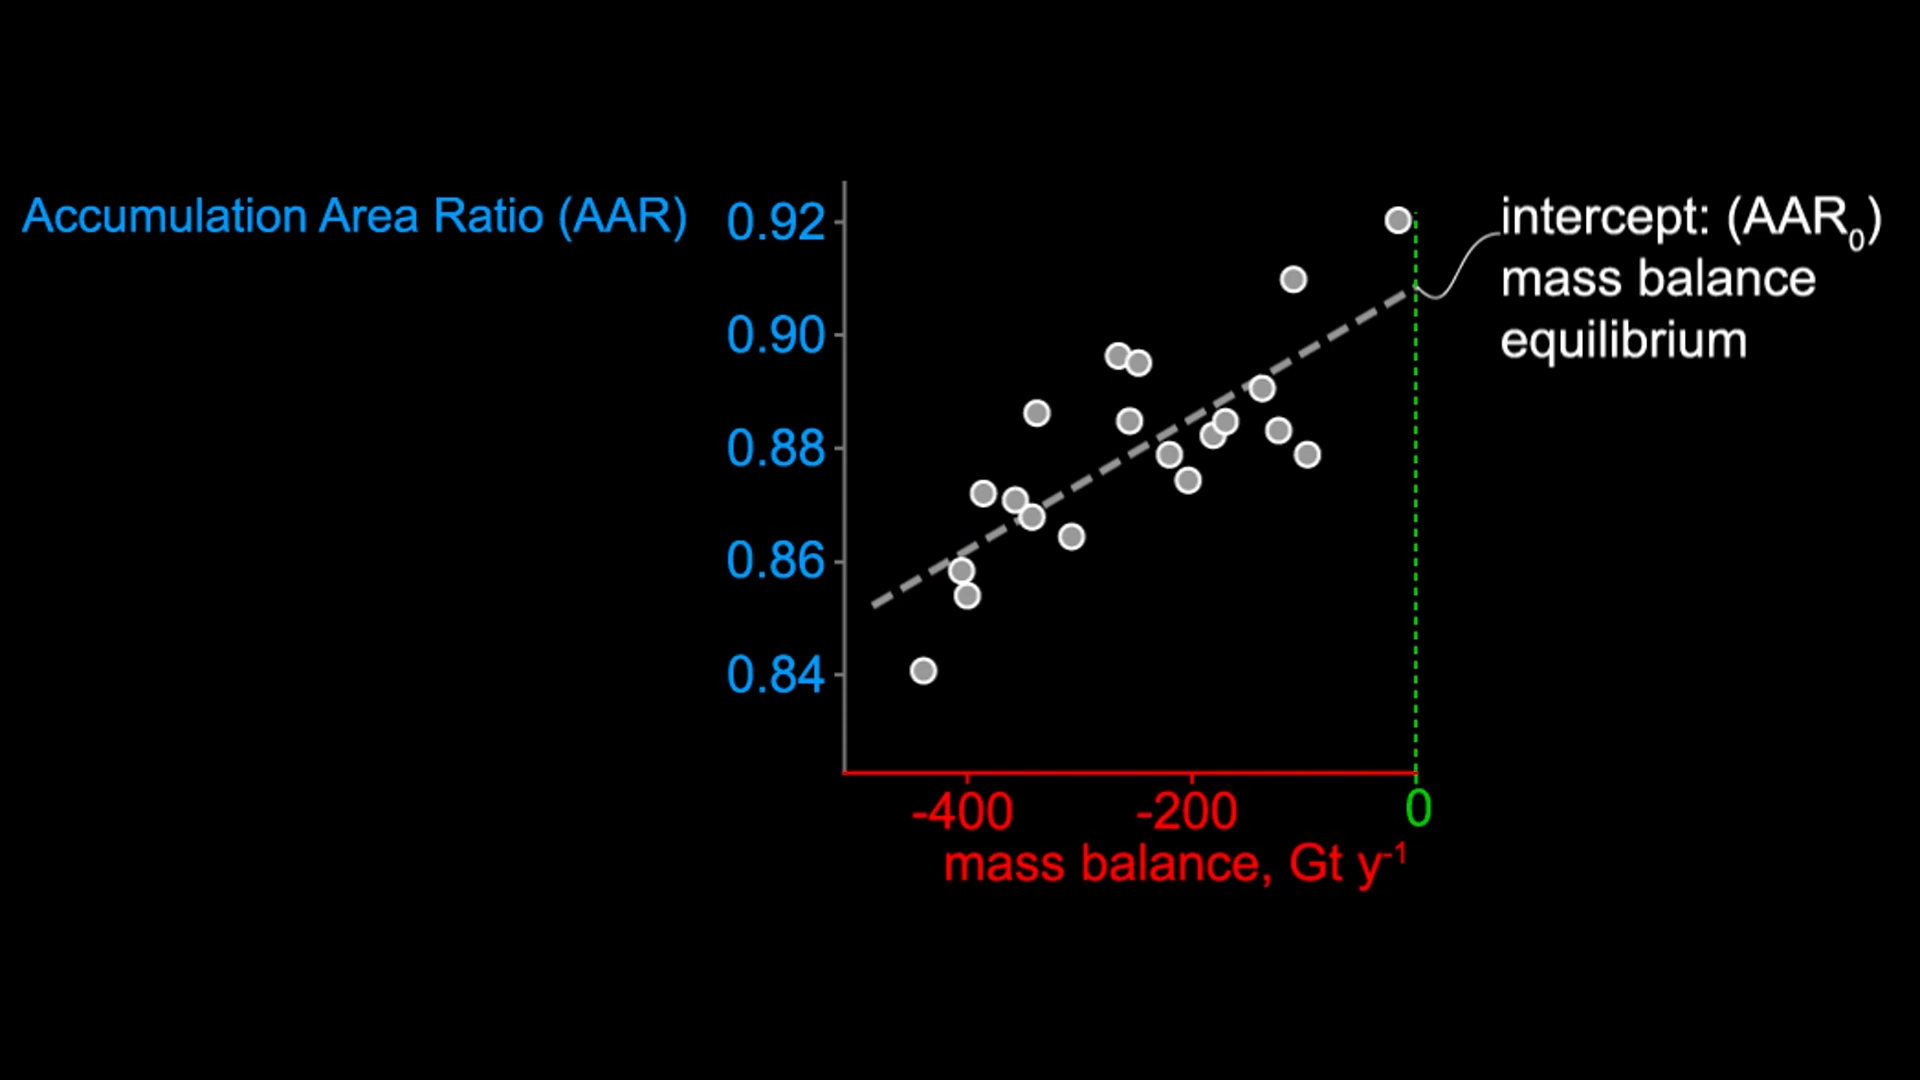 Accumulation Area Ratio (AAR)
0.92
0.90
0.88
0.86
0.84
intercept: (AAR₀)
mass balance
equilibrium
-400 -200 0
mass balance, Gt y⁻¹